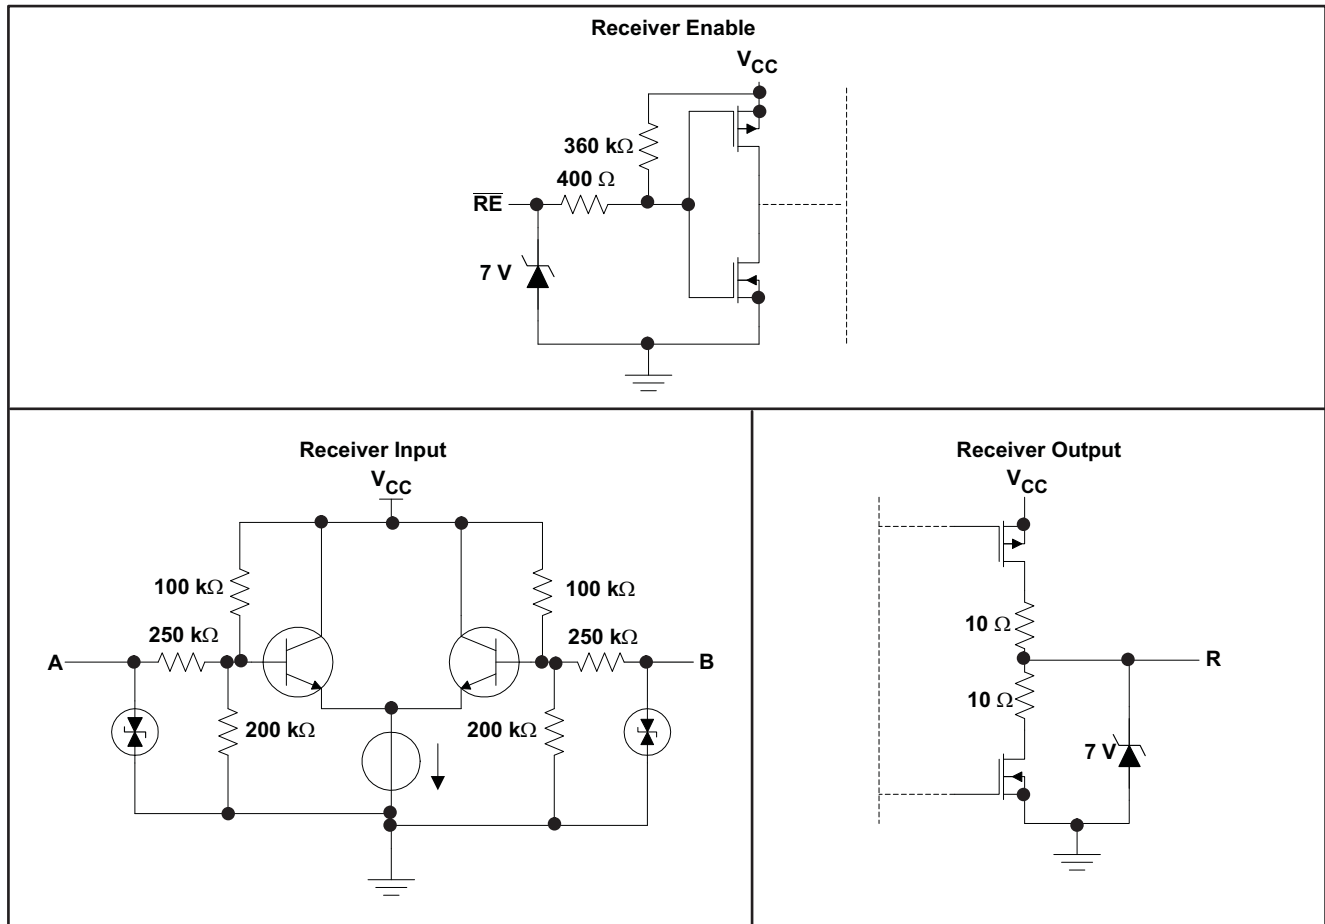 Receiver Enable
VCC
360 kΩ
400 Ω
R̅E̅
7 V
Receiver Input
VCC
100 kΩ
100 kΩ
250 kΩ
250 kΩ
A
B
200 kΩ
200 kΩ
Receiver Output
VCC
10 Ω
R
10 Ω
7 V